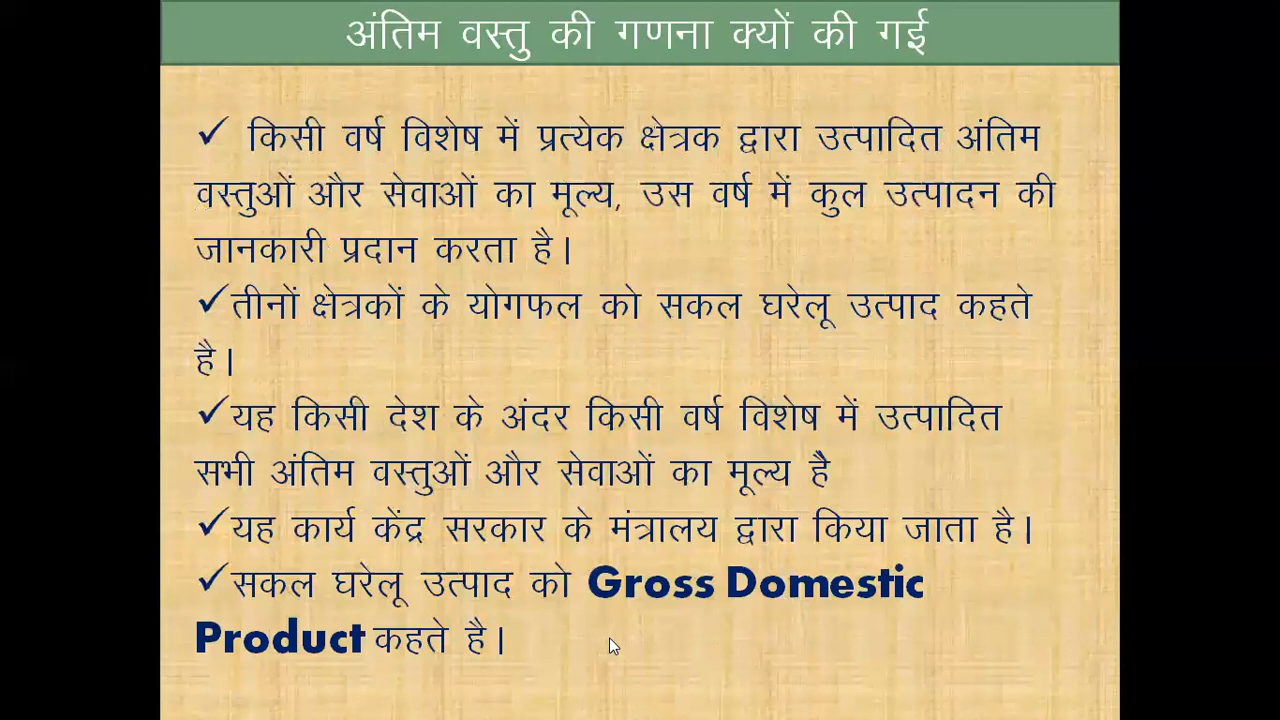 अंतिम वस्तु की गणना क्यों की गई
✓ किसी वर्ष विशेष में प्रत्येक क्षेत्रक द्वारा उत्पादित अंतिम
वस्तुओं और सेवाओं का मूल्य, उस वर्ष में कुल उत्पादन की
जानकारी प्रदान करता है।
✓तीनों क्षेत्रकों के योगफल को सकल घरेलू उत्पाद कहते
है।
✓यह किसी देश के अंदर किसी वर्ष विशेष में उत्पादित
सभी अंतिम वस्तुओं और सेवाओं का मूल्य है
✓यह कार्य केंद्र सरकार के मंत्रालय द्वारा किया जाता है।
✓सकल घरेलू उत्पाद को Gross Domestic
Product कहते है।